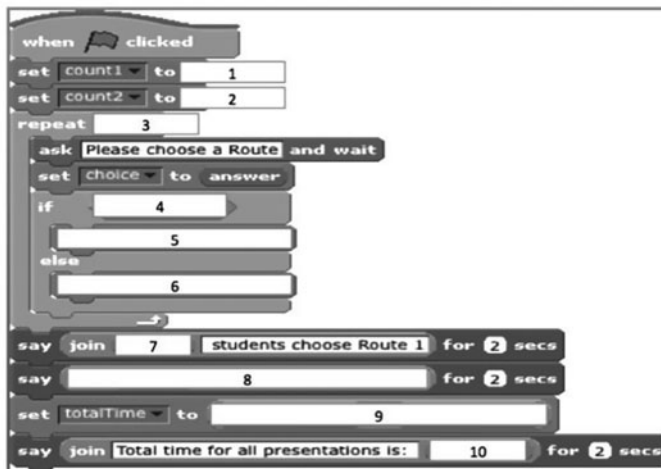 when clicked
set count1 to 1
set count2 to 2
repeat 3
ask Please choose a Route and wait
set choice to answer
if 4
5
else
6
say join 7 students choose Route 1 for 2 secs
say 8 for 2 secs
set totalTime to 9
say join Total time for all presentations is: 10 for 2 secs